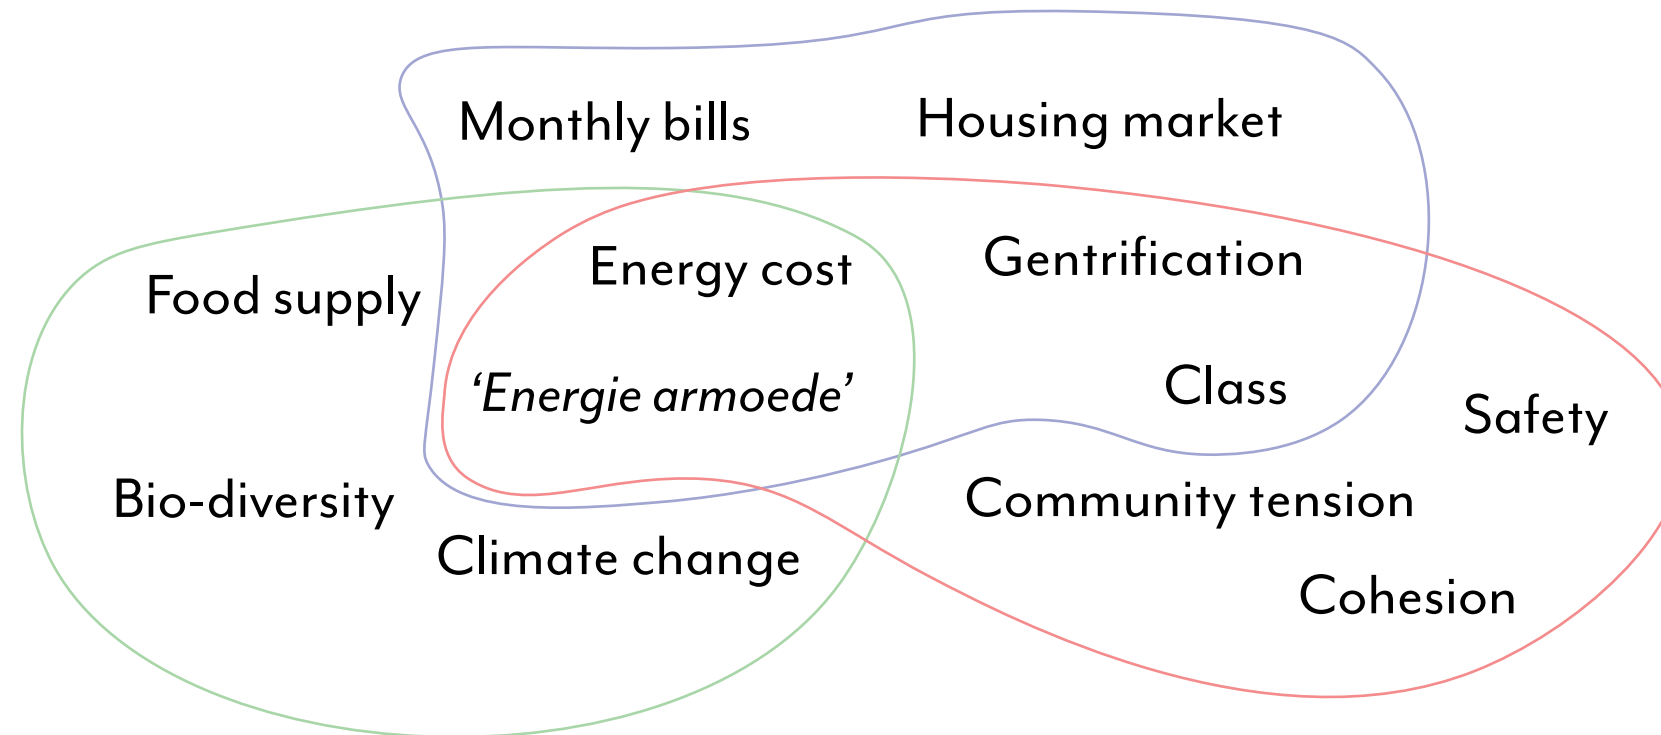 Monthly bills
Housing market
Energy cost
Gentrification
Food supply
‘Energie armoede’
Class
Safety
Bio-diversity
Community tension
Climate change
Cohesion